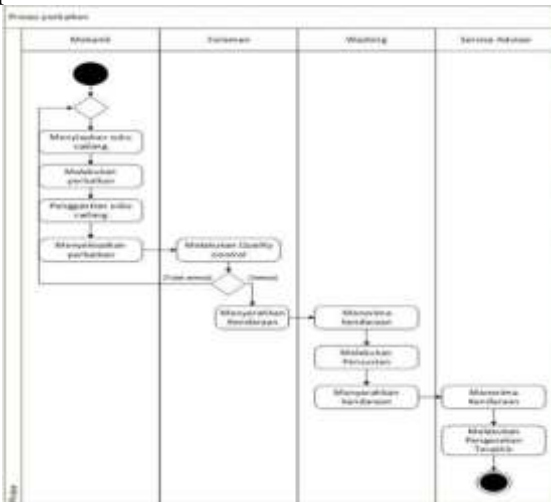 Proses perbaikan
Mekanik
Foreman
Washing
Service Advisor
Menyiapkan suku
cadang
Melakukan
perbaikan
Penggantian suku
cadang
Menyelesaikan
perbaikan
Melakukan Quality
control
[Tidak sesuai]
[Sesuai]
Menyerahkan
Kendaraan
Menerima
kendaraan
Melakukan
Pencucian
Menyerahkan
kendaraan
Menerima
Kendaraan
Melakukan
Pengecekan
Terakhir